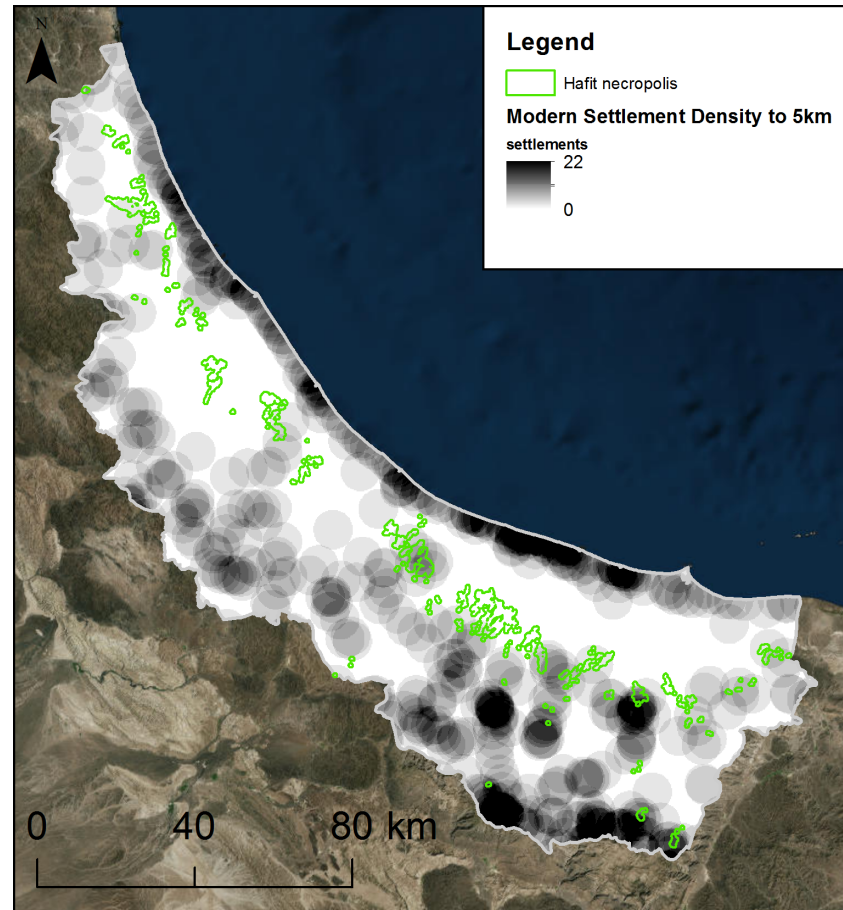 N
Legend
Hafit necropolis
Modern Settlement Density to 5km
settlements
22
0
0 40 80 km